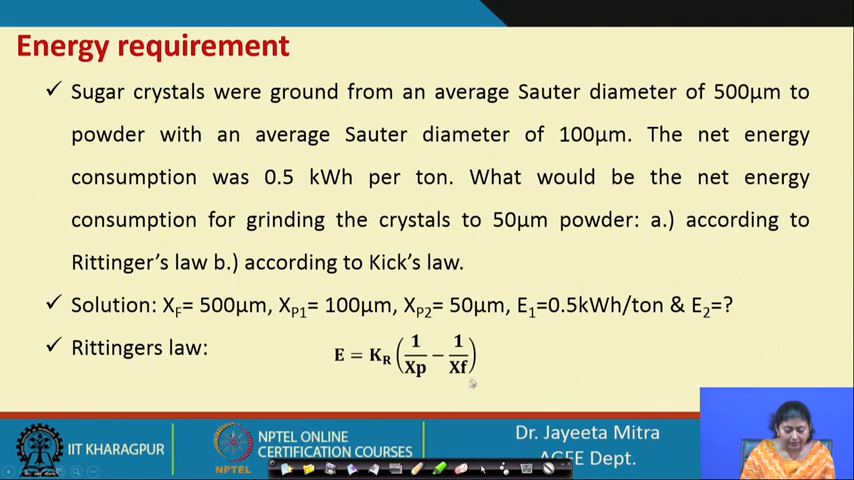 Energy requirement
✓ Sugar crystals were ground from an average Sauter diameter of 500μm to
powder with an average Sauter diameter of 100μm. The net energy
consumption was 0.5 kWh per ton. What would be the net energy
consumption for grinding the crystals to 50μm powder: a.) according to
Rittinger's law b.) according to Kick's law.
✓ Solution: X_F= 500μm, X_P1= 100μm, X_P2= 50μm, E_1=0.5kWh/ton & E_2=?
✓ Rittingers law: E = K_R (1/Xp − 1/Xf)
IIT KHARAGPUR
NPTEL
NPTEL ONLINE
CERTIFICATION COURSES
Dr. Jayeeta Mitra
AGFE Dept.